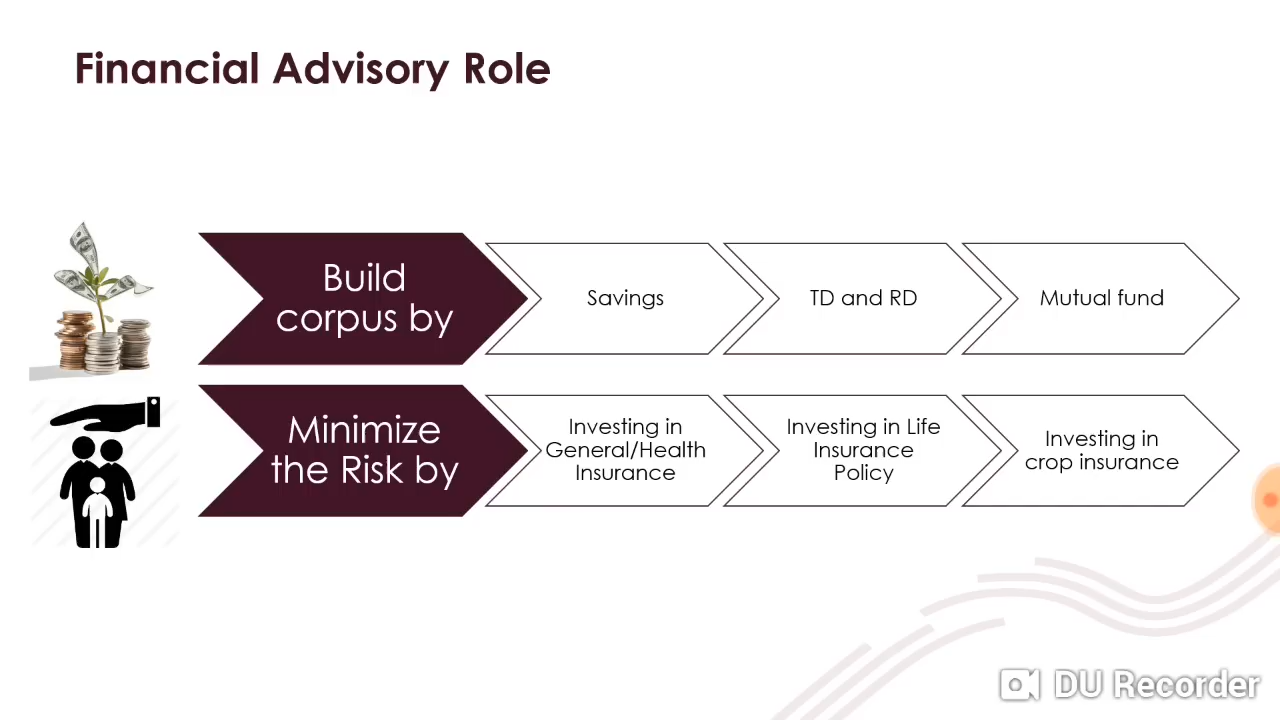 Financial Advisory Role
Build
corpus by
Savings
TD and RD
Mutual fund
Minimize
the Risk by
Investing in
General/Health
Insurance
Investing in Life
Insurance
Policy
Investing in
crop insurance
DU Recorder